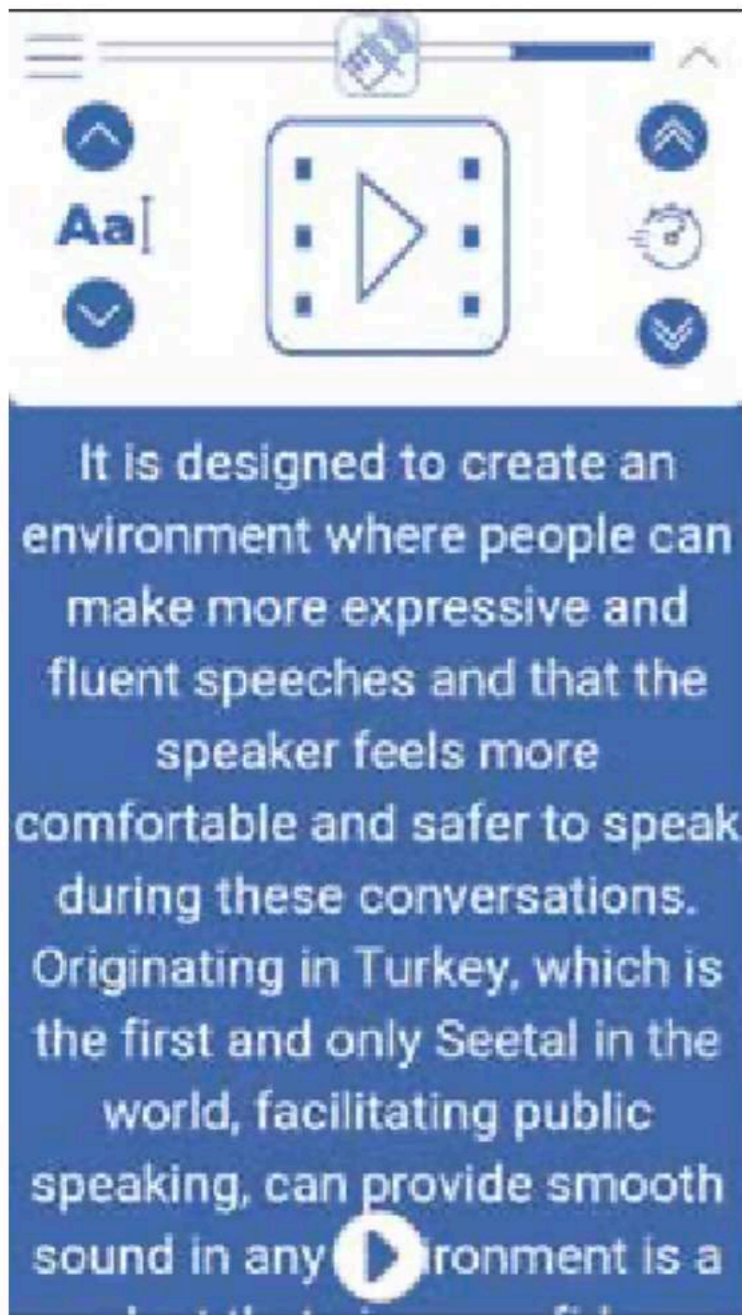 Aa
It is designed to create an
environment where people can
make more expressive and
fluent speeches and that the
speaker feels more
comfortable and safer to speak
during these conversations.
Originating in Turkey, which is
the first and only Seetal in the
world, facilitating public
speaking, can provide smooth
sound in any ironment is a